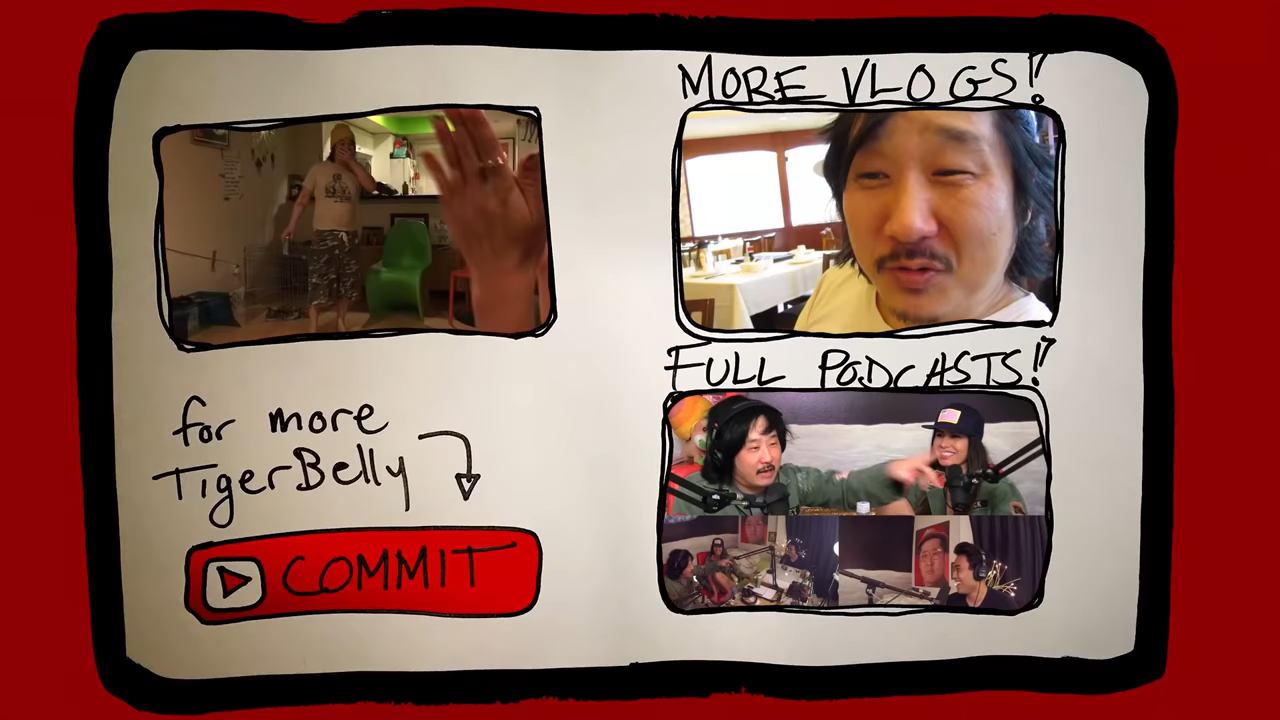 MORE VLOGS!
FULL PODCASTS!
for more
TigerBelly
COMMIT